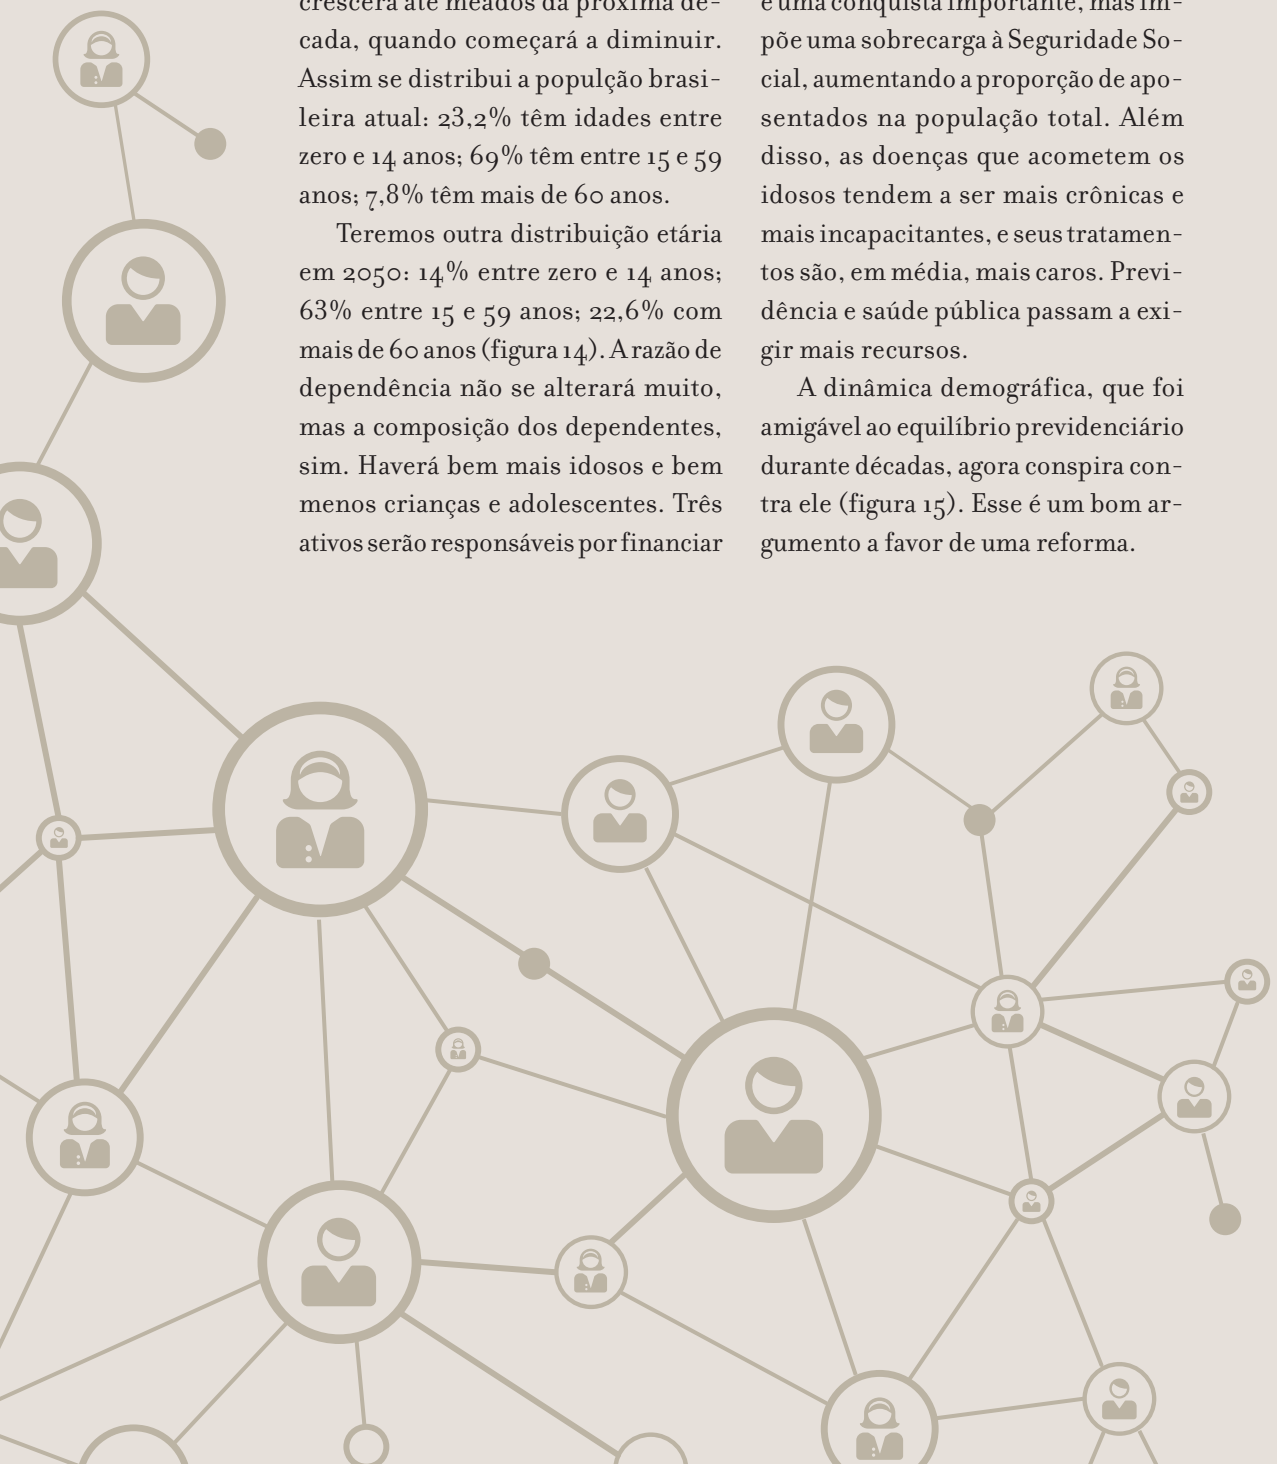 crescerá até meados da próxima dé-
cada, quando começará a diminuir.
Assim se distribui a populção brasi-
leira atual: 23,2% têm idades entre
zero e 14 anos; 69% têm entre 15 e 59
anos; 7,8% têm mais de 60 anos.
Teremos outra distribuição etária
em 2050: 14% entre zero e 14 anos;
63% entre 15 e 59 anos; 22,6% com
mais de 60 anos (figura 14). A razão de
dependência não se alterará muito,
mas a composição dos dependentes,
sim. Haverá bem mais idosos e bem
menos crianças e adolescentes. Três
ativos serão responsáveis por financiar
é uma conquista importante, mas im-
põe uma sobrecarga à Seguridade So-
cial, aumentando a proporção de apo-
sentados na população total. Além
disso, as doenças que acometem os
idosos tendem a ser mais crônicas e
mais incapacitantes, e seus tratamen-
tos são, em média, mais caros. Previ-
dência e saúde pública passam a exi-
gir mais recursos.
A dinâmica demográfica, que foi
amigável ao equilíbrio previdenciário
durante décadas, agora conspira con-
tra ele (figura 15). Esse é um bom ar-
gumento a favor de uma reforma.